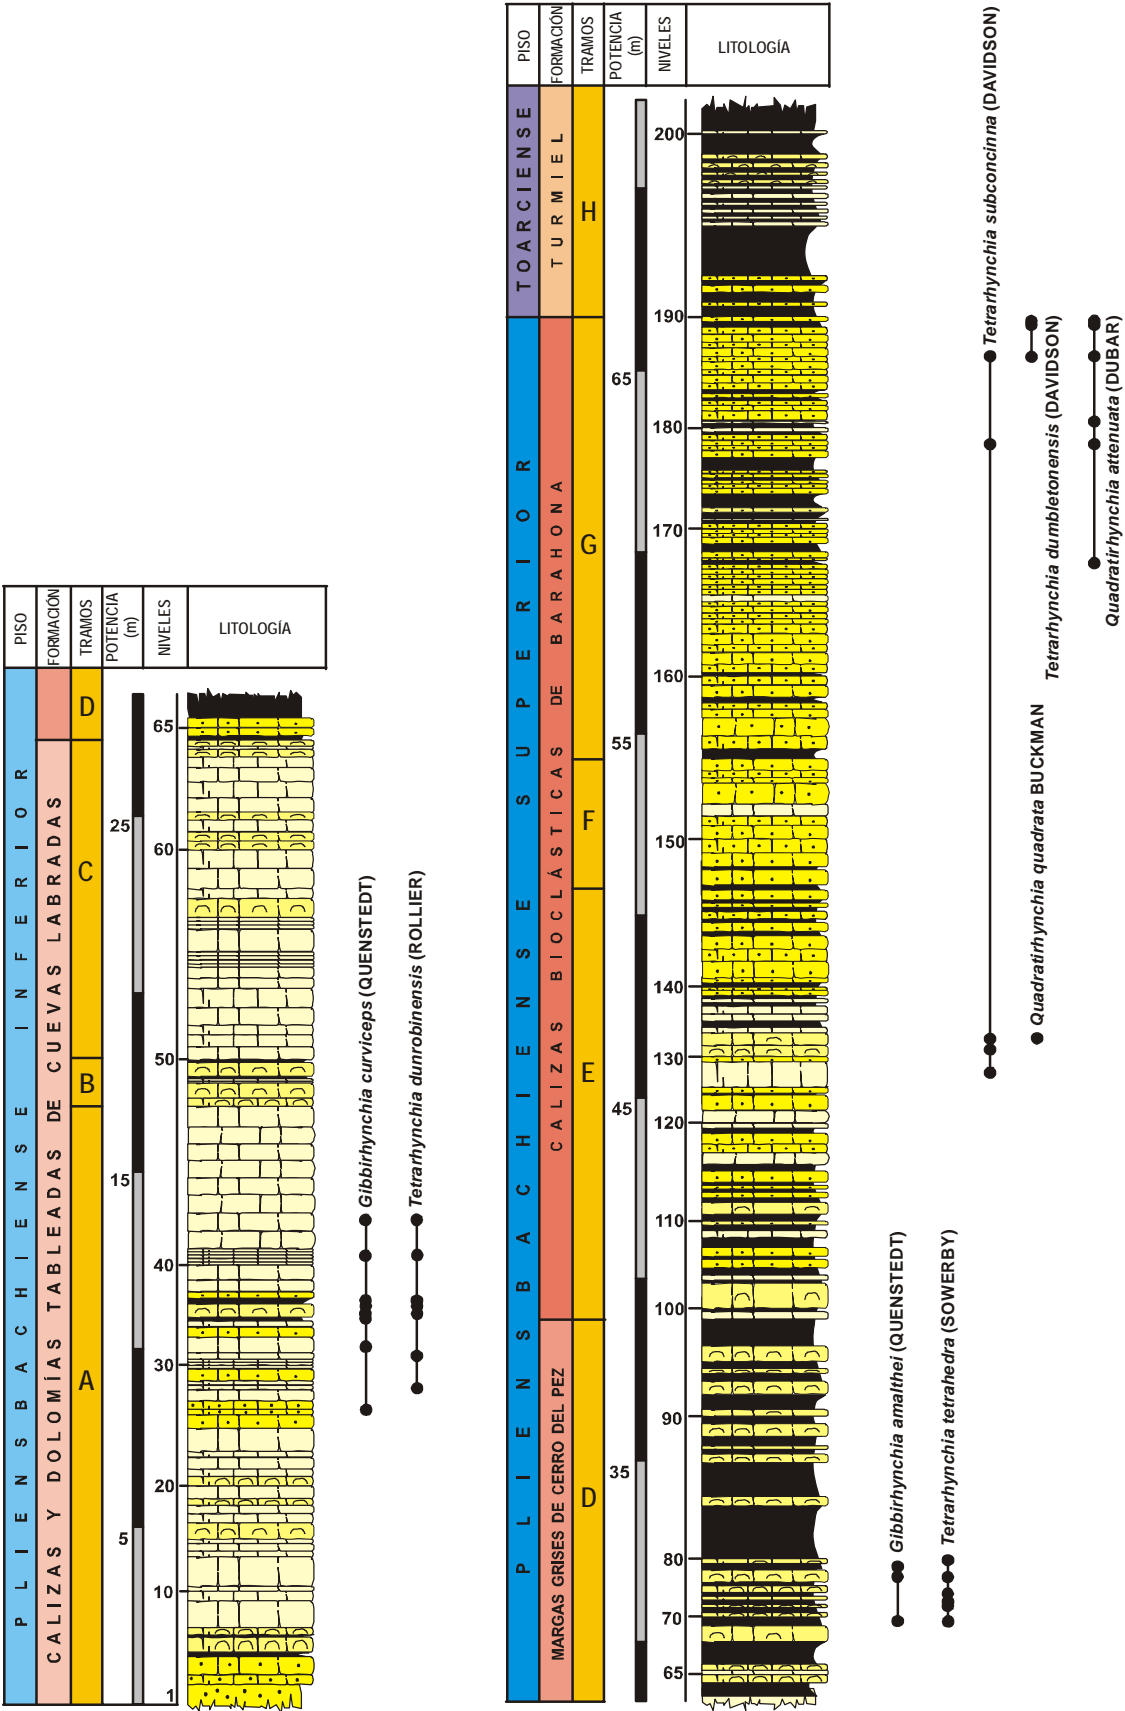 PISO
FORMACIÓN
TRAMOS
POTENCIA
(m)
NIVELES
LITOLOGÍA
PLIENSBACHIENSE INFERIOR
CALIZAS Y DOLOMÍAS TABLEADAS DE CUEVAS LABRADAS
D
C
B
A
25
15
5
65
60
50
40
30
20
10
1
Gibbirhynchia curviceps (QUENSTEDT)
Tetrarhynchia dunrobinensis (ROLLIER)
PISO
FORMACIÓN
TRAMOS
POTENCIA
(m)
NIVELES
LITOLOGÍA
TOARCIENSE
PLIENSBACHIENSE SUPERIOR
TURMIEL
CALIZAS BIOCLÁSTICAS DE BARAHONA
MARGAS GRISES DE CERRO DEL PEZ
H
G
F
E
D
65
55
45
35
200
190
180
170
160
150
140
130
120
110
100
90
80
70
65
Gibbirhynchia amalthei (QUENSTEDT)
Tetrarhynchia tetrahedra (SOWERBY)
Tetrarhynchia subconcinna (DAVIDSON)
Quadratirhynchia quadrata BUCKMAN
Tetrarhynchia dumbletonensis (DAVIDSON)
Quadratirhynchia attenuata (DUBAR)